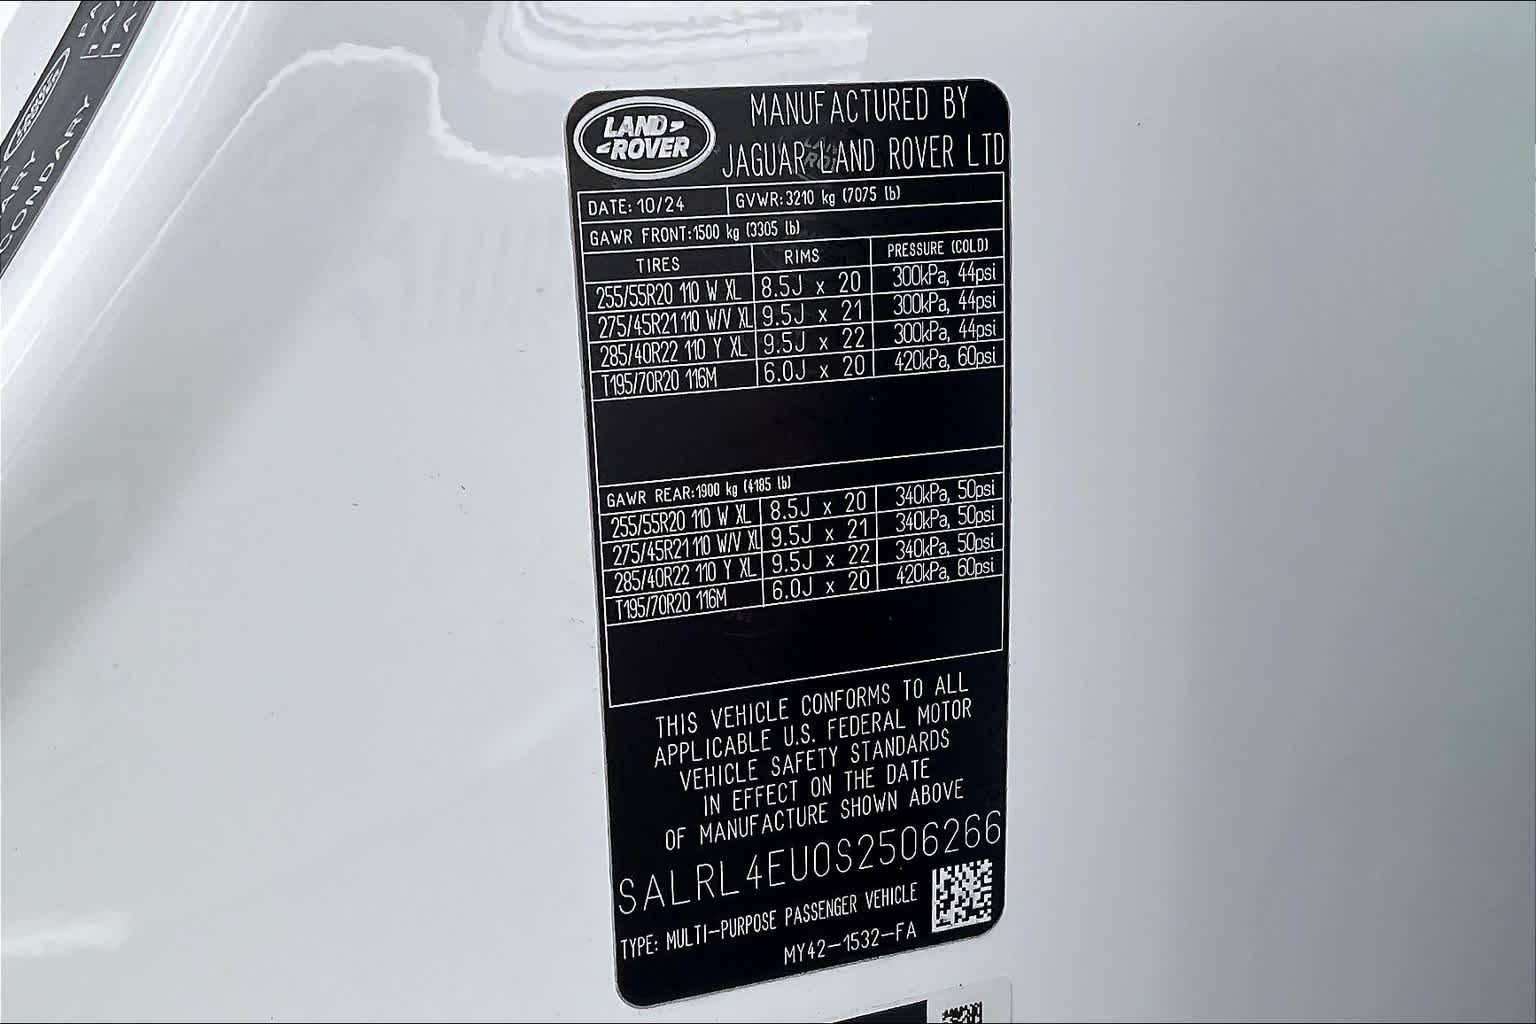 LAND ROVER
MANUFACTURED BY
JAGUAR LAND ROVER LTD
DATE: 10/24 GVWR:3210 kg (7075 lb)
GAWR FRONT:1500 kg (3305 lb)
TIRES RIMS PRESSURE (COLD)
255/55R20 110 W XL 8.5J x 20 300kPa, 44psi
275/45R21 110 W/V XL 9.5J x 21 300kPa, 44psi
285/40R22 110 Y XL 9.5J x 22 300kPa, 44psi
T195/70R20 116M 6.0J x 20 420kPa, 60psi
GAWR REAR:1900 kg (4185 lb)
255/55R20 110 W XL 8.5J x 20 340kPa, 50psi
275/45R21 110 W/V XL 9.5J x 21 340kPa, 50psi
285/40R22 110 Y XL 9.5J x 22 340kPa, 50psi
T195/70R20 116M 6.0J x 20 420kPa, 60psi
THIS VEHICLE CONFORMS TO ALL
APPLICABLE U.S. FEDERAL MOTOR
VEHICLE SAFETY STANDARDS
IN EFFECT ON THE DATE
OF MANUFACTURE SHOWN ABOVE
SALRL4EU0S2506266
TYPE: MULTI-PURPOSE PASSENGER VEHICLE
MY42-1532-FA